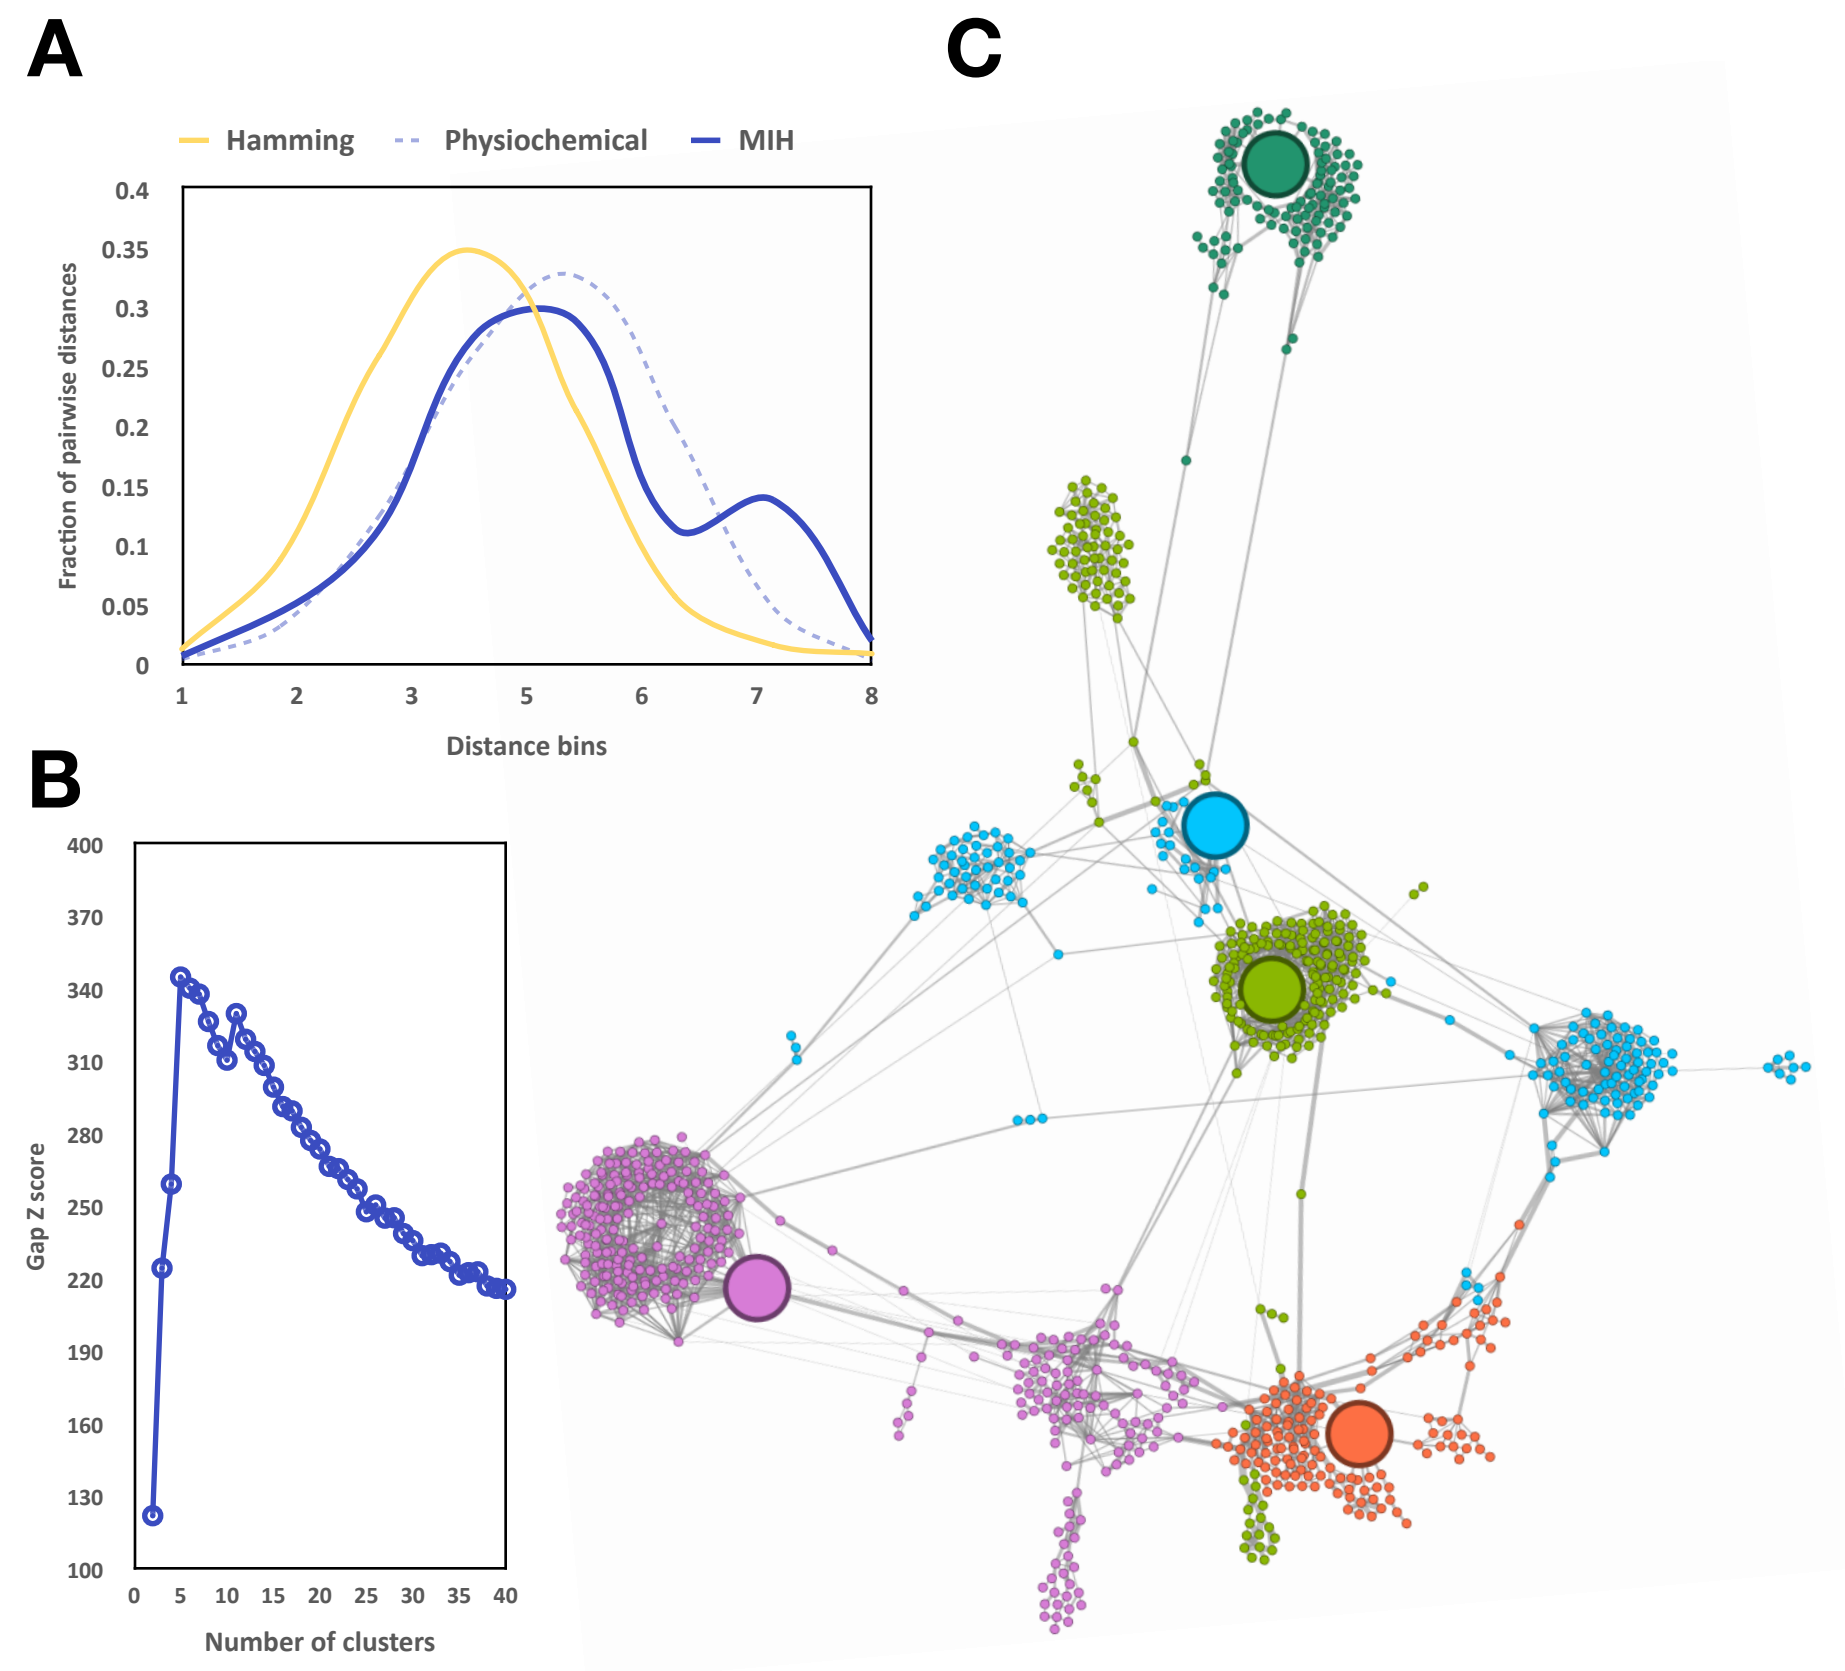 A
C
Hamming Physiochemical MIH
0.4
0.35
0.3
0.25
0.2
0.15
0.1
0.05
0
Fraction of pairwise distances
1 2 3 5 6 7 8
Distance bins
B
400
370
340
310
280
250
220
190
160
130
100
Gap Z score
0 5 10 15 20 25 30 35 40
Number of clusters